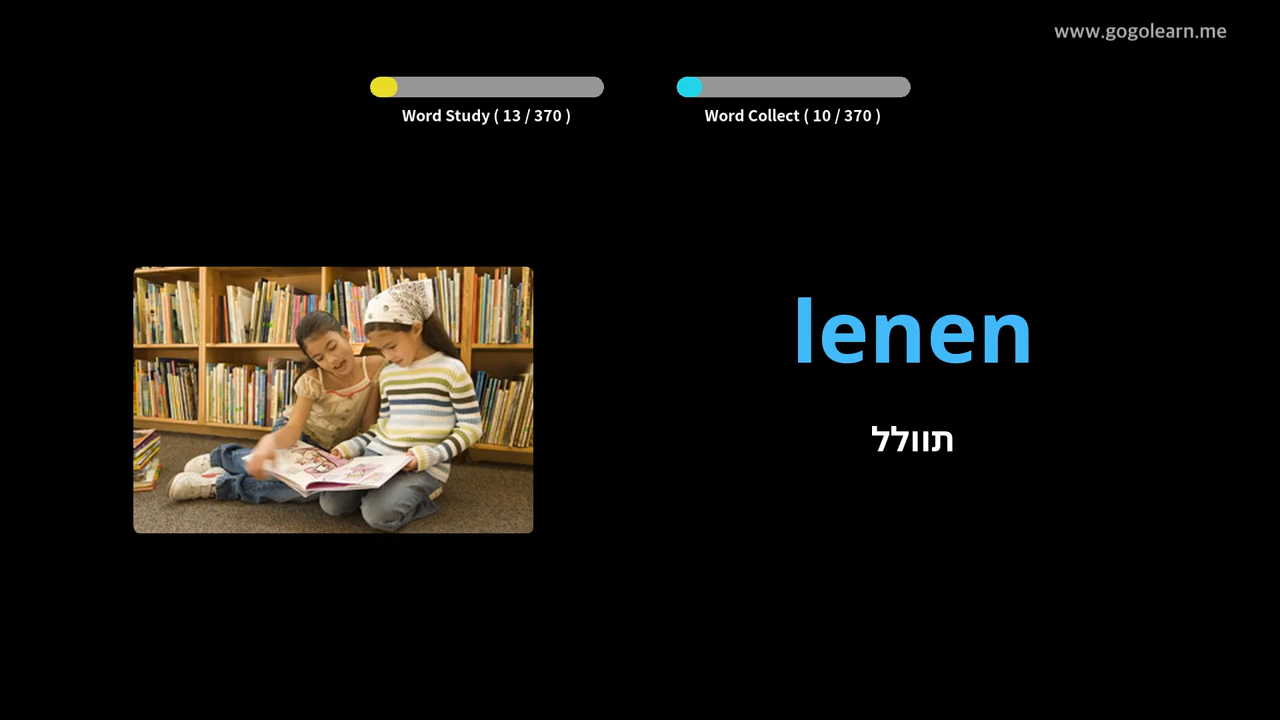 www.gogolearn.me
Word Study ( 13 / 370 )
Word Collect ( 10 / 370 )
lenen
תוולל